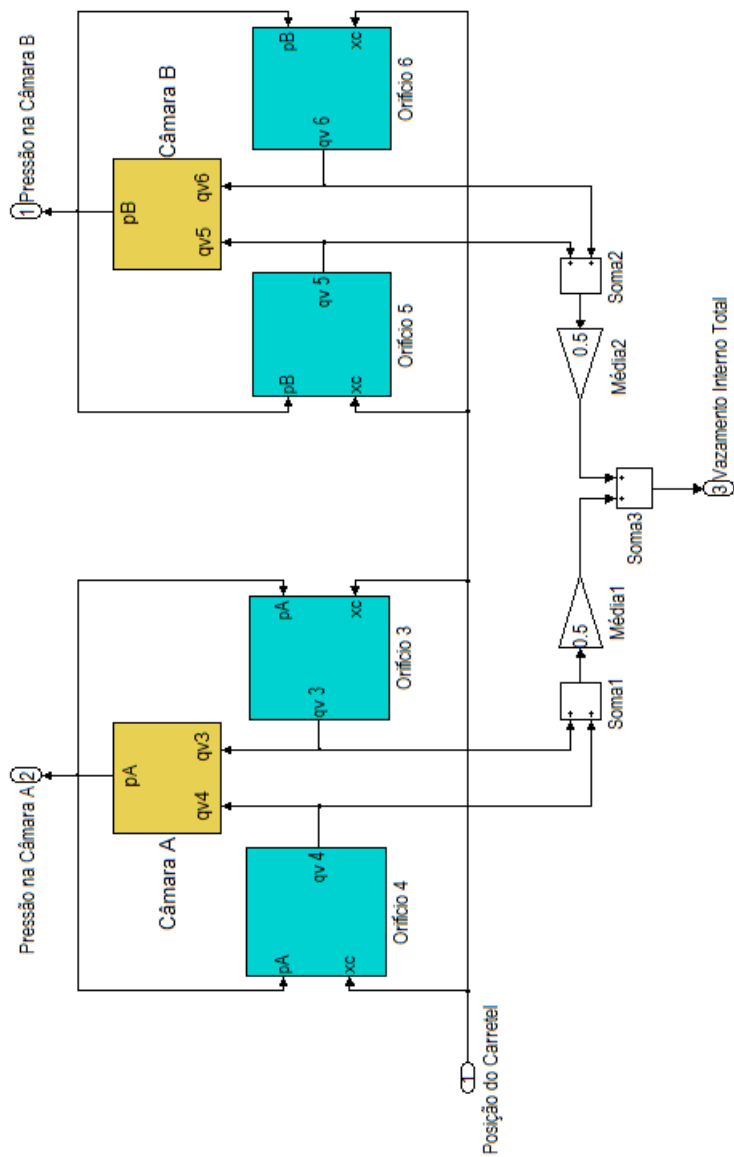 Pressão na Câmara A
2
1
Pressão na Câmara B
pA
qv4
qv3
Câmara A
pB
qv5
qv6
Câmara B
pA
xc
qv 4
Orifício 4
pA
xc
qv 3
Orifício 3
pB
xc
qv 5
Orifício 5
pB
xc
qv 6
Orifício 6
1
Posição do Carretel
+
+
Soma1
0.5
Média1
+
+
Soma3
0.5
Média2
+
+
Soma2
3
Vazamento Interno Total